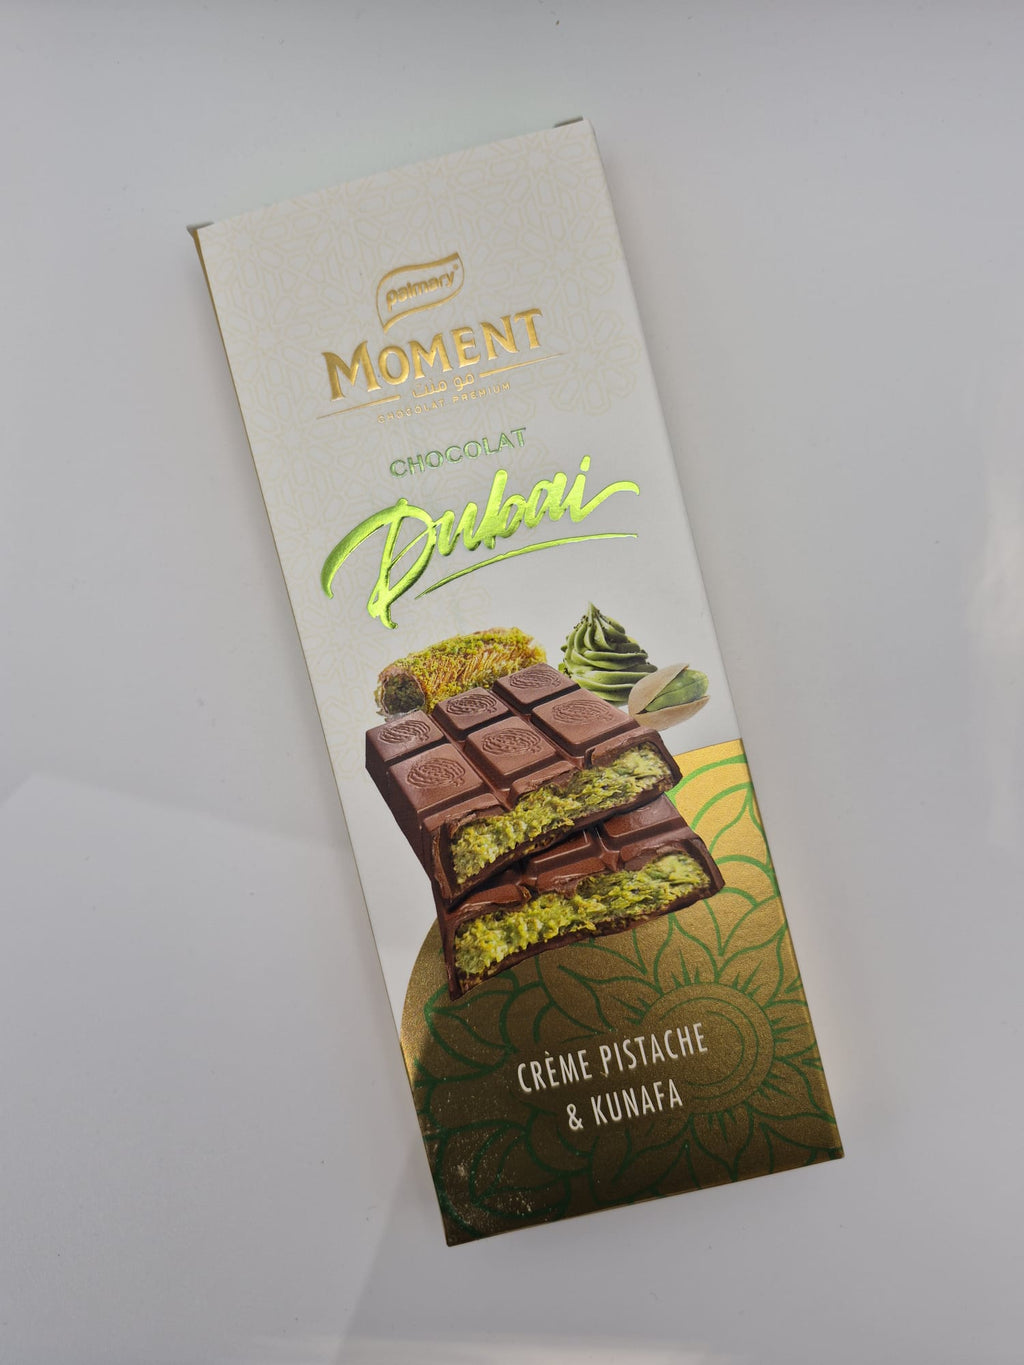 palmary®
MOMENT
مومنت
CHOCOLAT PREMIUM
CHOCOLAT
Dubai
CRÈME PISTACHE
& KUNAFA